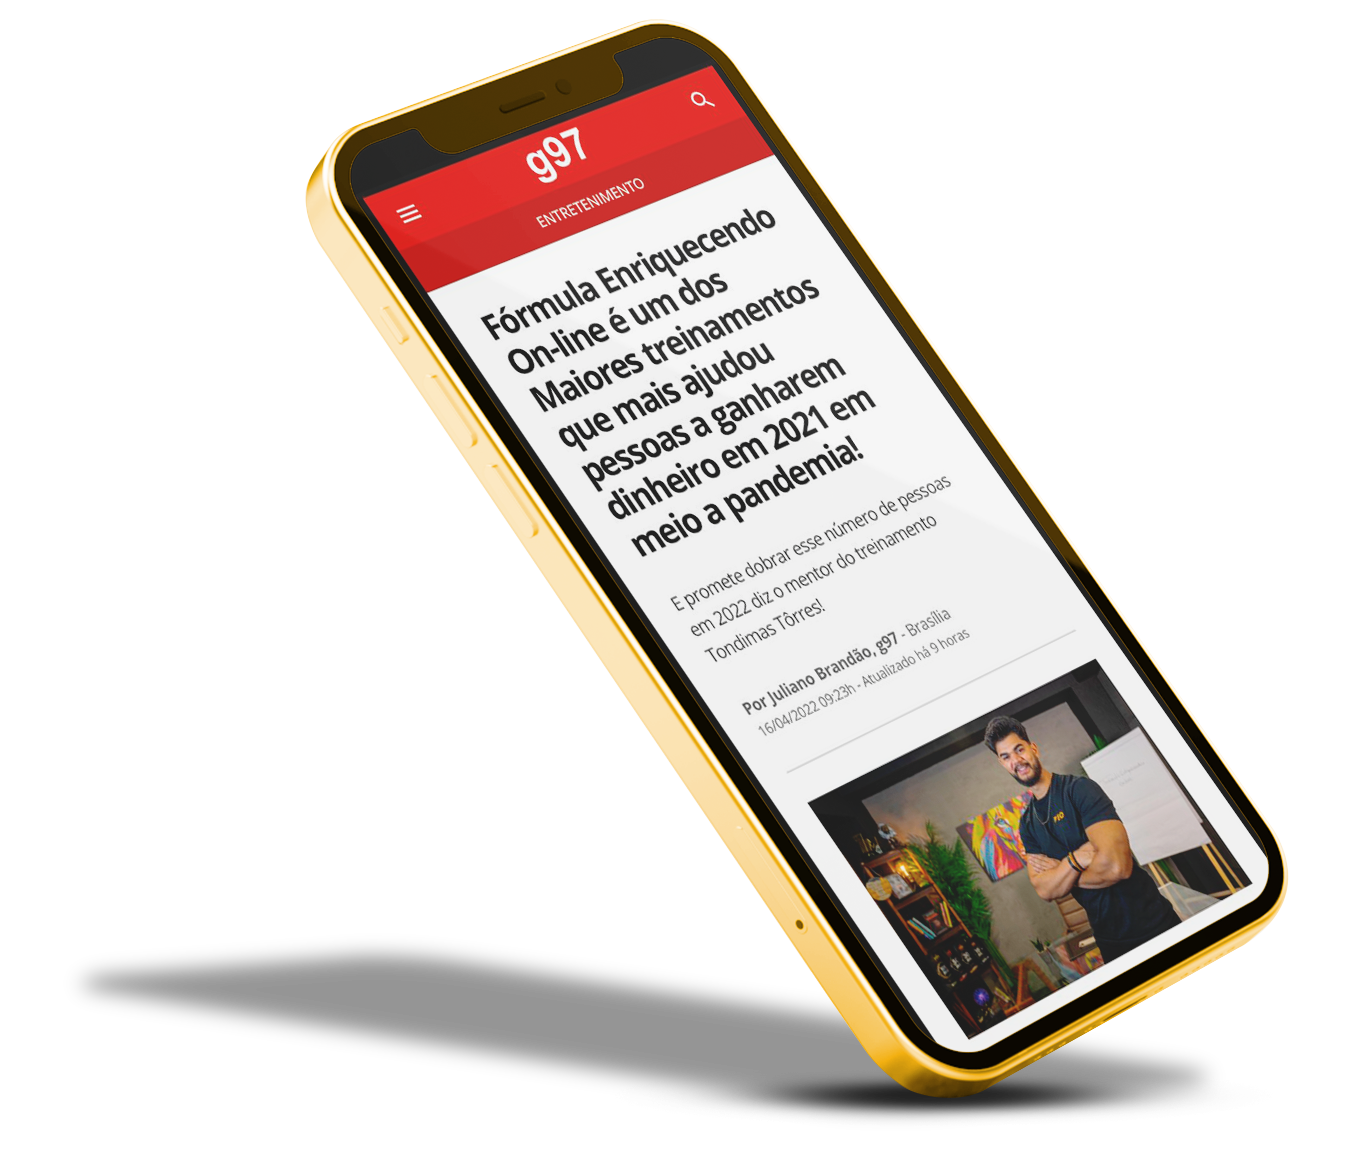 g97
ENTRETENIMENTO
Fórmula Enriquecendo
On-line é um dos
Maiores treinamentos
que mais ajudou
pessoas a ganharem
dinheiro em 2021 em
meio a pandemia!
E promete dobrar esse número de pessoas
em 2022 diz o mentor do treinamento
Tondimas Tôrres!
Por Juliano Brandão, g97 - Brasília
16/04/2022 09:23h - Atualizado há 9 horas